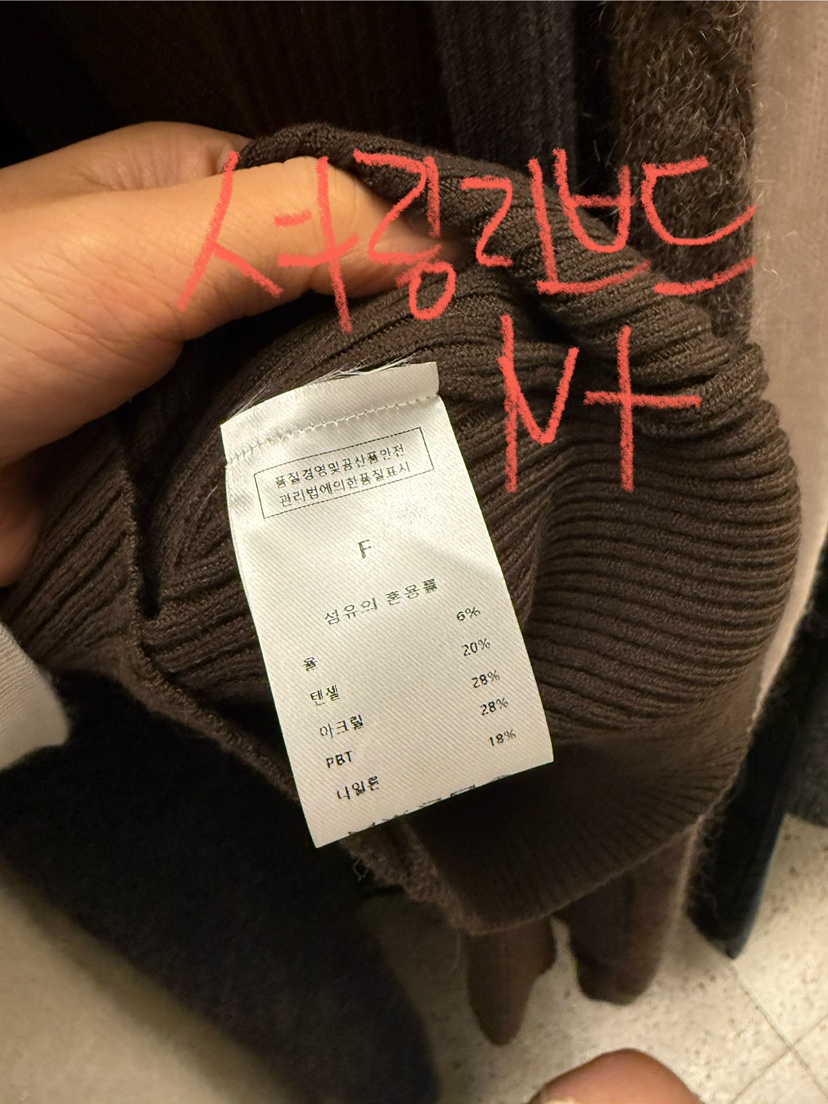 셔링리브드
NT
품질경영및공산품안전
관리법에의한품질표시
F
섬유의 혼용률
울 6%
텐셀 20%
아크릴 28%
PBT 28%
나일론 18%